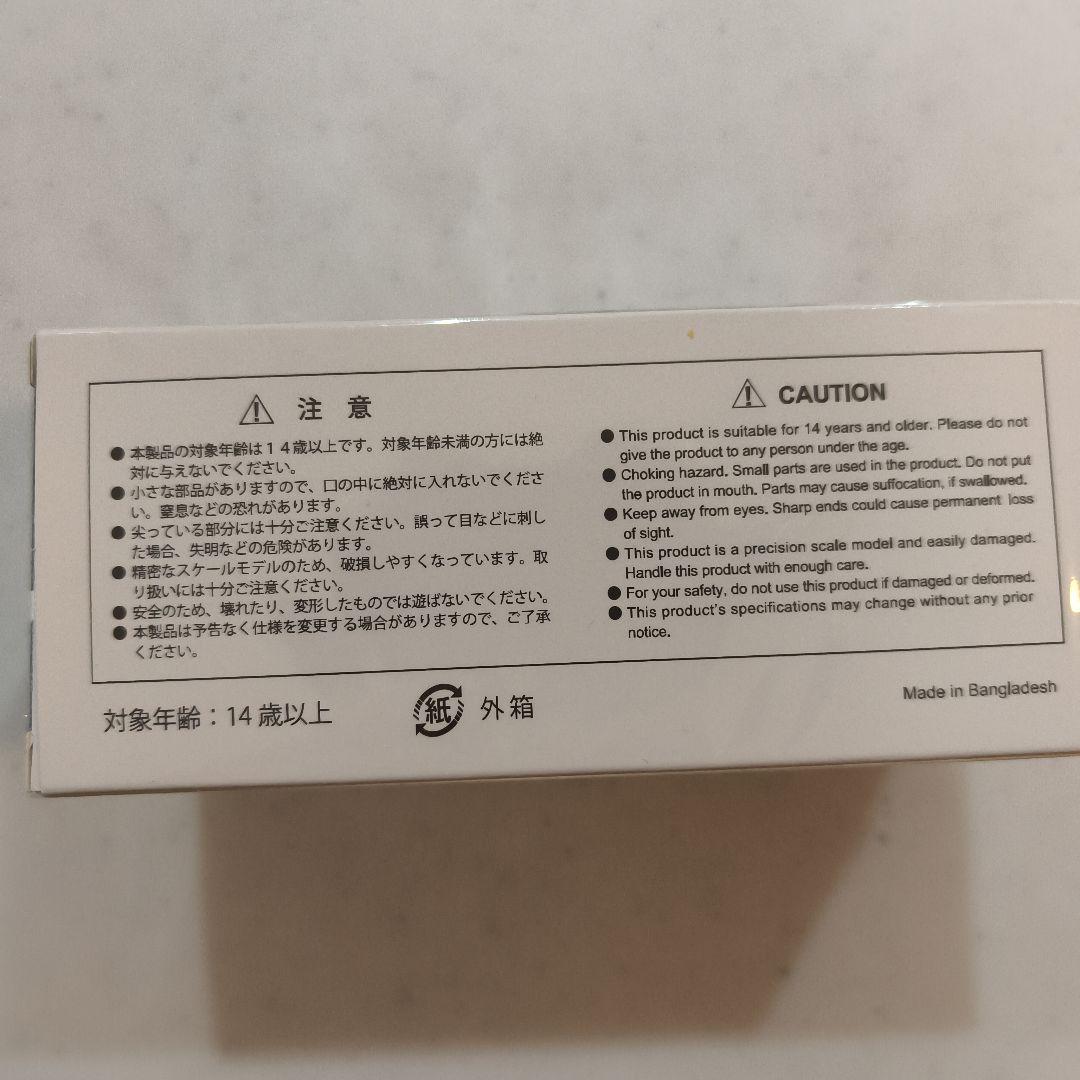 注 意
● 本製品の対象年齢は１４歳以上です。対象年齢未満の方には絶
対に与えないでください。
● 小さな部品がありますので、口の中に絶対に入れないでくださ
い。窒息などの恐れがあります。
● 尖っている部分には十分ご注意ください。誤って目などに刺し
た場合、失明などの危険があります。
● 精密なスケールモデルのため、破損しやすくなっています。取
り扱いには十分ご注意ください。
● 安全のため、壊れたり、変形したものでは遊ばないでください。
● 本製品は予告なく仕様を変更する場合がありますので、ご了承
ください。
CAUTION
● This product is suitable for 14 years and older. Please do not
give the product to any person under the age.
● Choking hazard. Small parts are used in the product. Do not put
the product in mouth. Parts may cause suffocation, if swallowed.
● Keep away from eyes. Sharp ends could cause permanent loss
of sight.
● This product is a precision scale model and easily damaged.
Handle this product with enough care.
● For your safety, do not use this product if damaged or deformed.
● This product's specifications may change without any prior
notice.
対象年齢：14 歳以上
紙 外箱
Made in Bangladesh